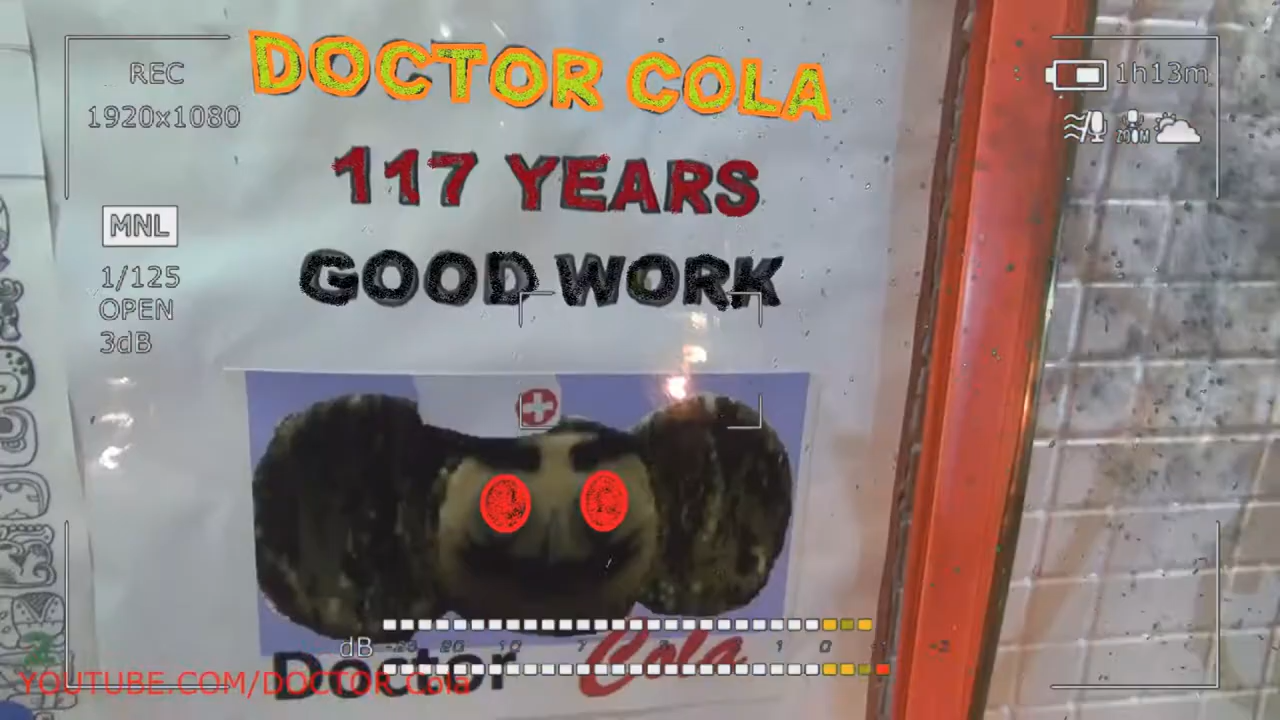 DOCTOR COLA
REC
1h13m
1920x1080
117 YEARS
MNL
GOOD WORK
1/125
OPEN
3dB
dB
Doctor Cola
YOUTUBE.COM/DOCTOR Cola